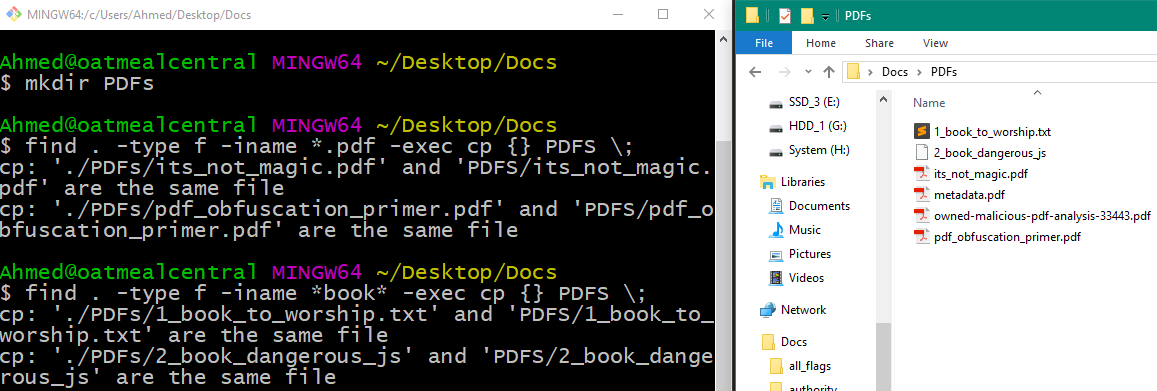 MINGW64:/c/Users/Ahmed/Desktop/Docs
Ahmed@oatmealcentral MINGW64 ~/Desktop/Docs
$ mkdir PDFs
Ahmed@oatmealcentral MINGW64 ~/Desktop/Docs
$ find . -type f -iname *.pdf -exec cp {} PDFS \;
cp: './PDFs/its_not_magic.pdf' and 'PDFS/its_not_magic.
pdf' are the same file
cp: './PDFs/pdf_obfuscation_primer.pdf' and 'PDFS/pdf_o
bfuscation_primer.pdf' are the same file
Ahmed@oatmealcentral MINGW64 ~/Desktop/Docs
$ find . -type f -iname *book* -exec cp {} PDFS \;
cp: './PDFs/1_book_to_worship.txt' and 'PDFS/1_book_to_
worship.txt' are the same file
cp: './PDFs/2_book_dangerous_js' and 'PDFS/2_book_dange
rous_js' are the same file
PDFs
File Home Share View
Docs PDFs
SSD_3 (E:)
HDD_1 (G:)
System (H:)
Libraries
Documents
Music
Pictures
Videos
Network
Docs
all_flags
authority
Name
1_book_to_worship.txt
2_book_dangerous_js
its_not_magic.pdf
metadata.pdf
owned-malicious-pdf-analysis-33443.pdf
pdf_obfuscation_primer.pdf